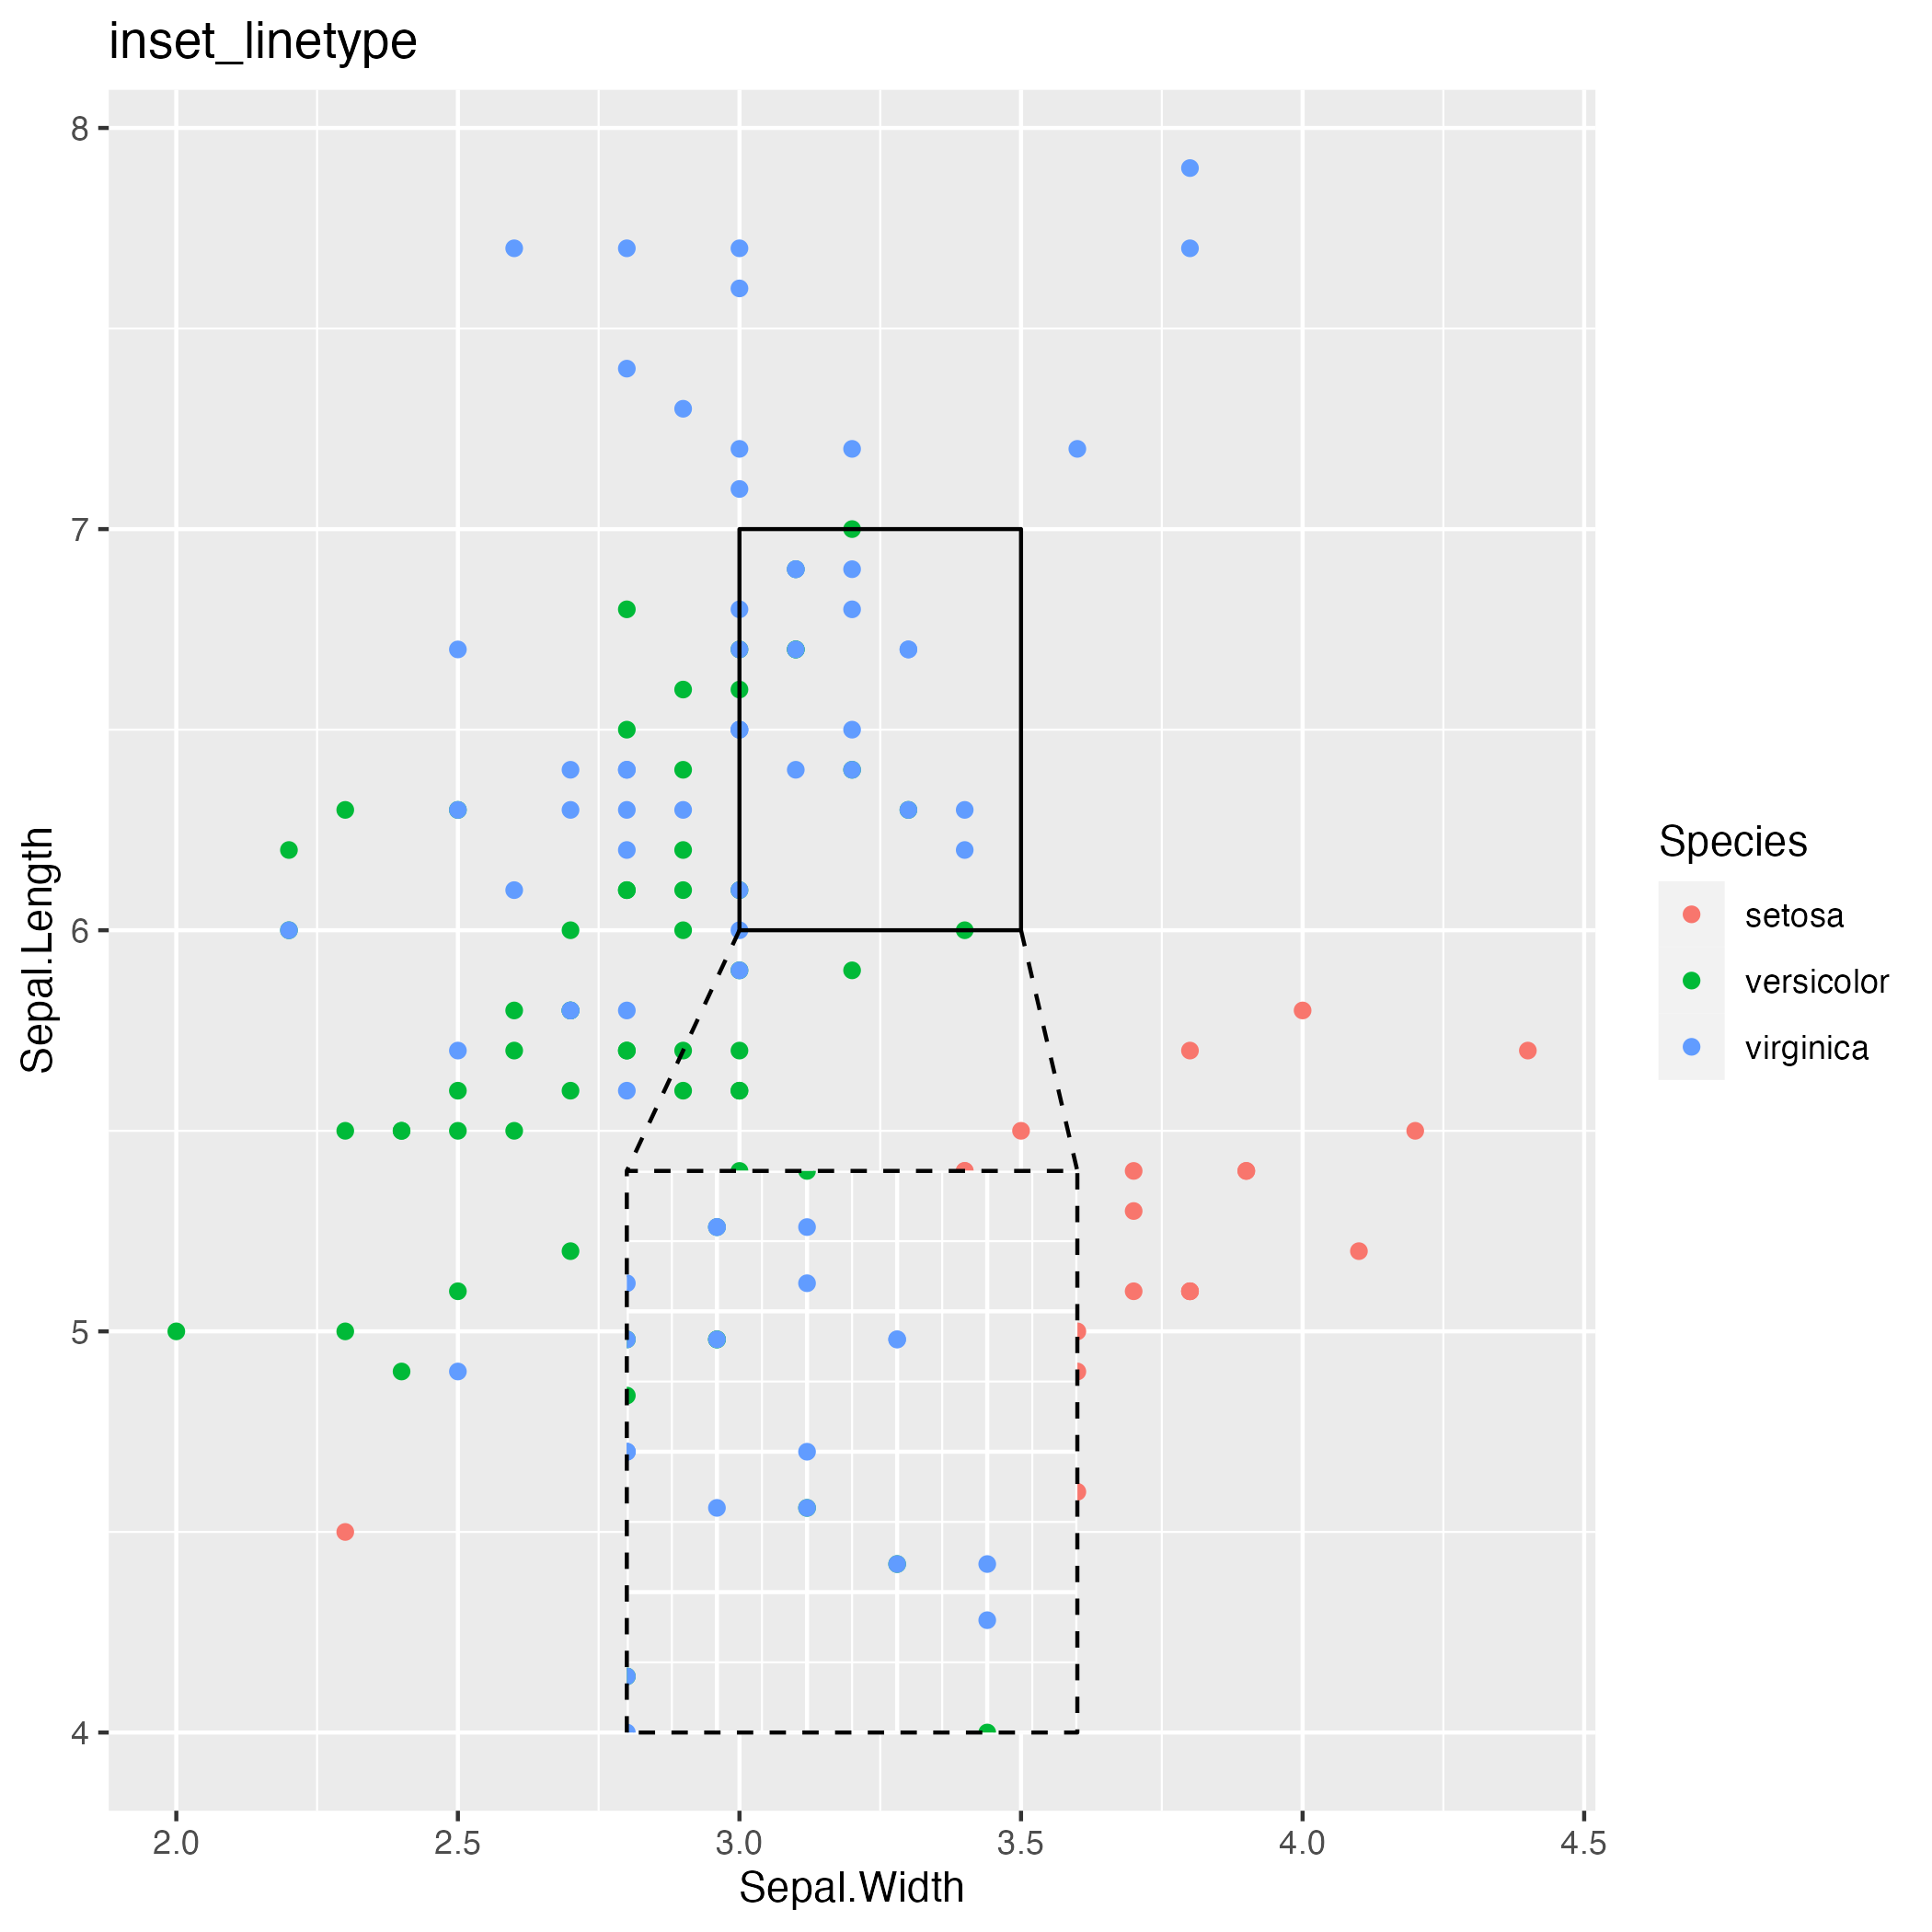 inset_linetype
8
7
6
5
4
Sepal.Length
2.0 2.5 3.0 3.5 4.0 4.5
Sepal.Width
Species
setosa
versicolor
virginica